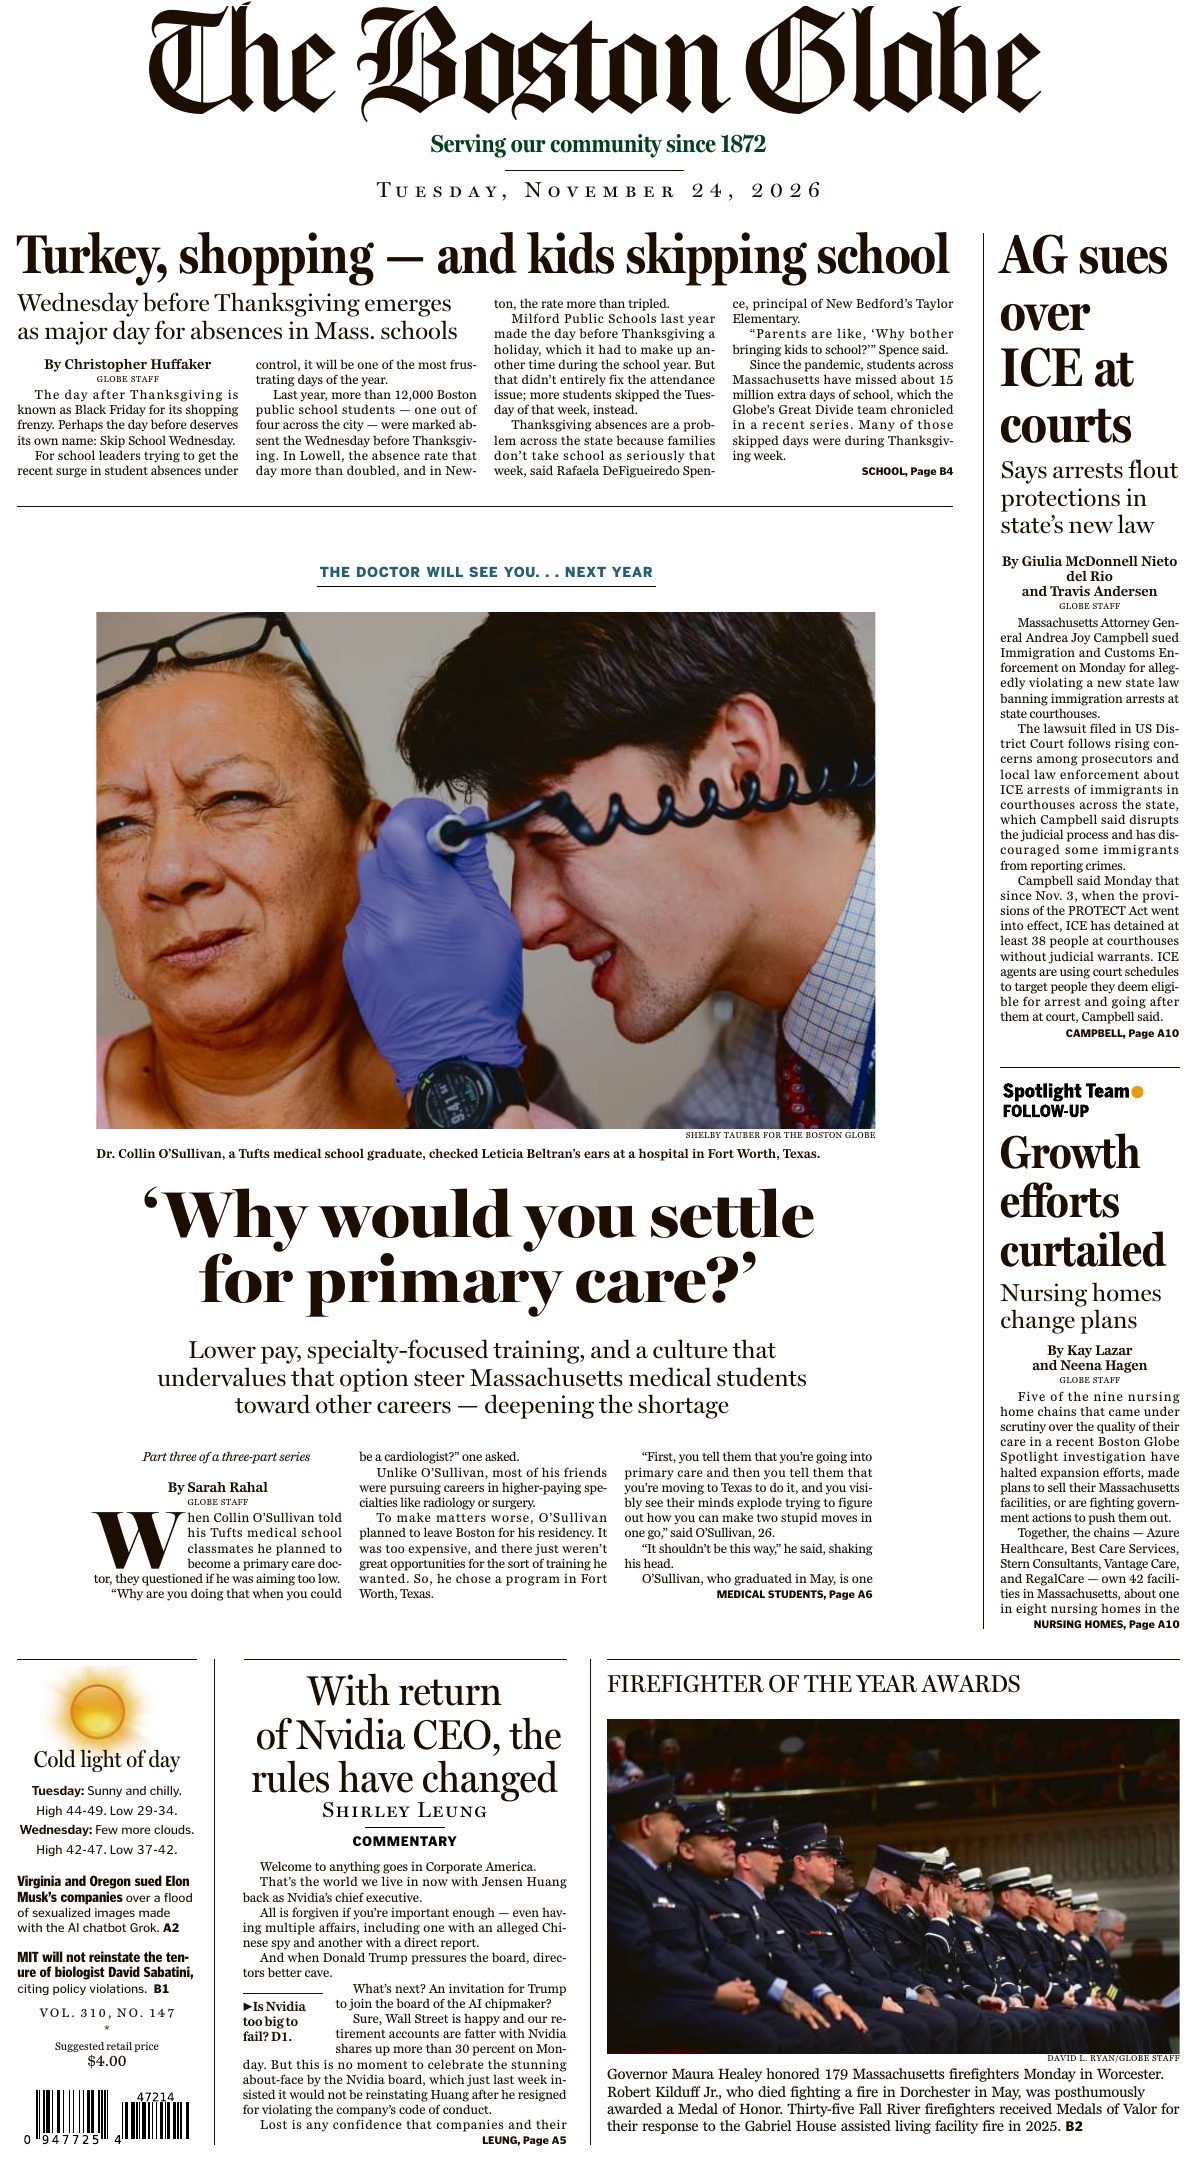 The Boston Globe
Serving our community since 1872
Tuesday, November 24, 2026
Turkey, shopping — and kids skipping school
Wednesday before Thanksgiving emerges
as major day for absences in Mass. schools
By Christopher Huffaker
GLOBE STAFF
The day after Thanksgiving is
known as Black Friday for its shopping
frenzy. Perhaps the day before deserves
its own name: Skip School Wednesday.
For school leaders trying to get the
recent surge in student absences under
control, it will be one of the most frus-
trating days of the year.
Last year, more than 12,000 Boston
public school students — one out of
four across the city — were marked ab-
sent the Wednesday before Thanksgiv-
ing. In Lowell, the absence rate that
day more than doubled, and in New-
ton, the rate more than tripled.
Milford Public Schools last year
made the day before Thanksgiving a
holiday, which it had to make up an-
other time during the school year. But
that didn't entirely fix the attendance
issue; more students skipped the Tues-
day of that week, instead.
Thanksgiving absences are a prob-
lem across the state because families
don't take school as seriously that
week, said Rafaela DeFigueiredo Spen-
ce, principal of New Bedford's Taylor
Elementary.
“Parents are like, ‘Why bother
bringing kids to school?’” Spence said.
Since the pandemic, students across
Massachusetts have missed about 15
million extra days of school, which the
Globe's Great Divide team chronicled
in a recent series. Many of those
skipped days were during Thanksgiv-
ing week.
SCHOOL, Page B4
AG sues
over
ICE at
courts
Says arrests flout
protections in
state's new law
By Giulia McDonnell Nieto
del Rio
and Travis Andersen
GLOBE STAFF
Massachusetts Attorney Gen-
eral Andrea Joy Campbell sued
Immigration and Customs En-
forcement on Monday for alleg-
edly violating a new state law
banning immigration arrests at
state courthouses.
The lawsuit filed in US Dis-
trict Court follows rising con-
cerns among prosecutors and
local law enforcement about
ICE arrests of immigrants in
courthouses across the state,
which Campbell said disrupts
the judicial process and has dis-
couraged some immigrants
from reporting crimes.
Campbell said Monday that
since Nov. 3, when the provi-
sions of the PROTECT Act went
into effect, ICE has detained at
least 38 people at courthouses
without judicial warrants. ICE
agents are using court schedules
to target people they deem eligi-
ble for arrest and going after
them at court, Campbell said.
CAMPBELL, Page A10
THE DOCTOR WILL SEE YOU. . . NEXT YEAR
SHELBY TAUBER FOR THE BOSTON GLOBE
Dr. Collin O'Sullivan, a Tufts medical school graduate, checked Leticia Beltran's ears at a hospital in Fort Worth, Texas.
‘Why would you settle
for primary care?’
Lower pay, specialty-focused training, and a culture that
undervalues that option steer Massachusetts medical students
toward other careers — deepening the shortage
Part three of a three-part series
By Sarah Rahal
GLOBE STAFF
When Collin O'Sullivan told
his Tufts medical school
classmates he planned to
become a primary care doc-
tor, they questioned if he was aiming too low.
“Why are you doing that when you could
be a cardiologist?” one asked.
Unlike O'Sullivan, most of his friends
were pursuing careers in higher-paying spe-
cialties like radiology or surgery.
To make matters worse, O'Sullivan
planned to leave Boston for his residency. It
was too expensive, and there just weren't
great opportunities for the sort of training he
wanted. So, he chose a program in Fort
Worth, Texas.
“First, you tell them that you're going into
primary care and then you tell them that
you're moving to Texas to do it, and you visi-
bly see their minds explode trying to figure
out how you can make two stupid moves in
one go,” said O'Sullivan, 26.
“It shouldn't be this way,” he said, shaking
his head.
O'Sullivan, who graduated in May, is one
MEDICAL STUDENTS, Page A6
Spotlight Team
FOLLOW-UP
Growth
efforts
curtailed
Nursing homes
change plans
By Kay Lazar
and Neena Hagen
GLOBE STAFF
Five of the nine nursing
home chains that came under
scrutiny over the quality of their
care in a recent Boston Globe
Spotlight investigation have
halted expansion efforts, made
plans to sell their Massachusetts
facilities, or are fighting govern-
ment actions to push them out.
Together, the chains — Azure
Healthcare, Best Care Services,
Stern Consultants, Vantage Care,
and RegalCare — own 42 facili-
ties in Massachusetts, about one
in eight nursing homes in the
NURSING HOMES, Page A10
Cold light of day
Tuesday: Sunny and chilly.
High 44-49. Low 29-34.
Wednesday: Few more clouds.
High 42-47. Low 37-42.
Virginia and Oregon sued Elon
Musk's companies over a flood
of sexualized images made
with the AI chatbot Grok. A2
MIT will not reinstate the ten-
ure of biologist David Sabatini,
citing policy violations. B1
VOL. 310, NO. 147
*
Suggested retail price
$4.00
47214
0 947725 4
With return
of Nvidia CEO, the
rules have changed
Shirley Leung
COMMENTARY
Welcome to anything goes in Corporate America.
That's the world we live in now with Jensen Huang
back as Nvidia's chief executive.
All is forgiven if you're important enough — even hav-
ing multiple affairs, including one with an alleged Chi-
nese spy and another with a direct report.
And when Donald Trump pressures the board, direc-
tors better cave.
What's next? An invitation for Trump
to join the board of the AI chipmaker?
Sure, Wall Street is happy and our re-
tirement accounts are fatter with Nvidia
shares up more than 30 percent on Mon-
day. But this is no moment to celebrate the stunning
about-face by the Nvidia board, which just last week in-
sisted it would not be reinstating Huang after he resigned
for violating the company's code of conduct.
Lost is any confidence that companies and their
LEUNG, Page A5
▶Is Nvidia
too big to
fail? D1.
FIREFIGHTER OF THE YEAR AWARDS
DAVID L. RYAN/GLOBE STAFF
Governor Maura Healey honored 179 Massachusetts firefighters Monday in Worcester.
Robert Kilduff Jr., who died fighting a fire in Dorchester in May, was posthumously
awarded a Medal of Honor. Thirty-five Fall River firefighters received Medals of Valor for
their response to the Gabriel House assisted living facility fire in 2025. B2